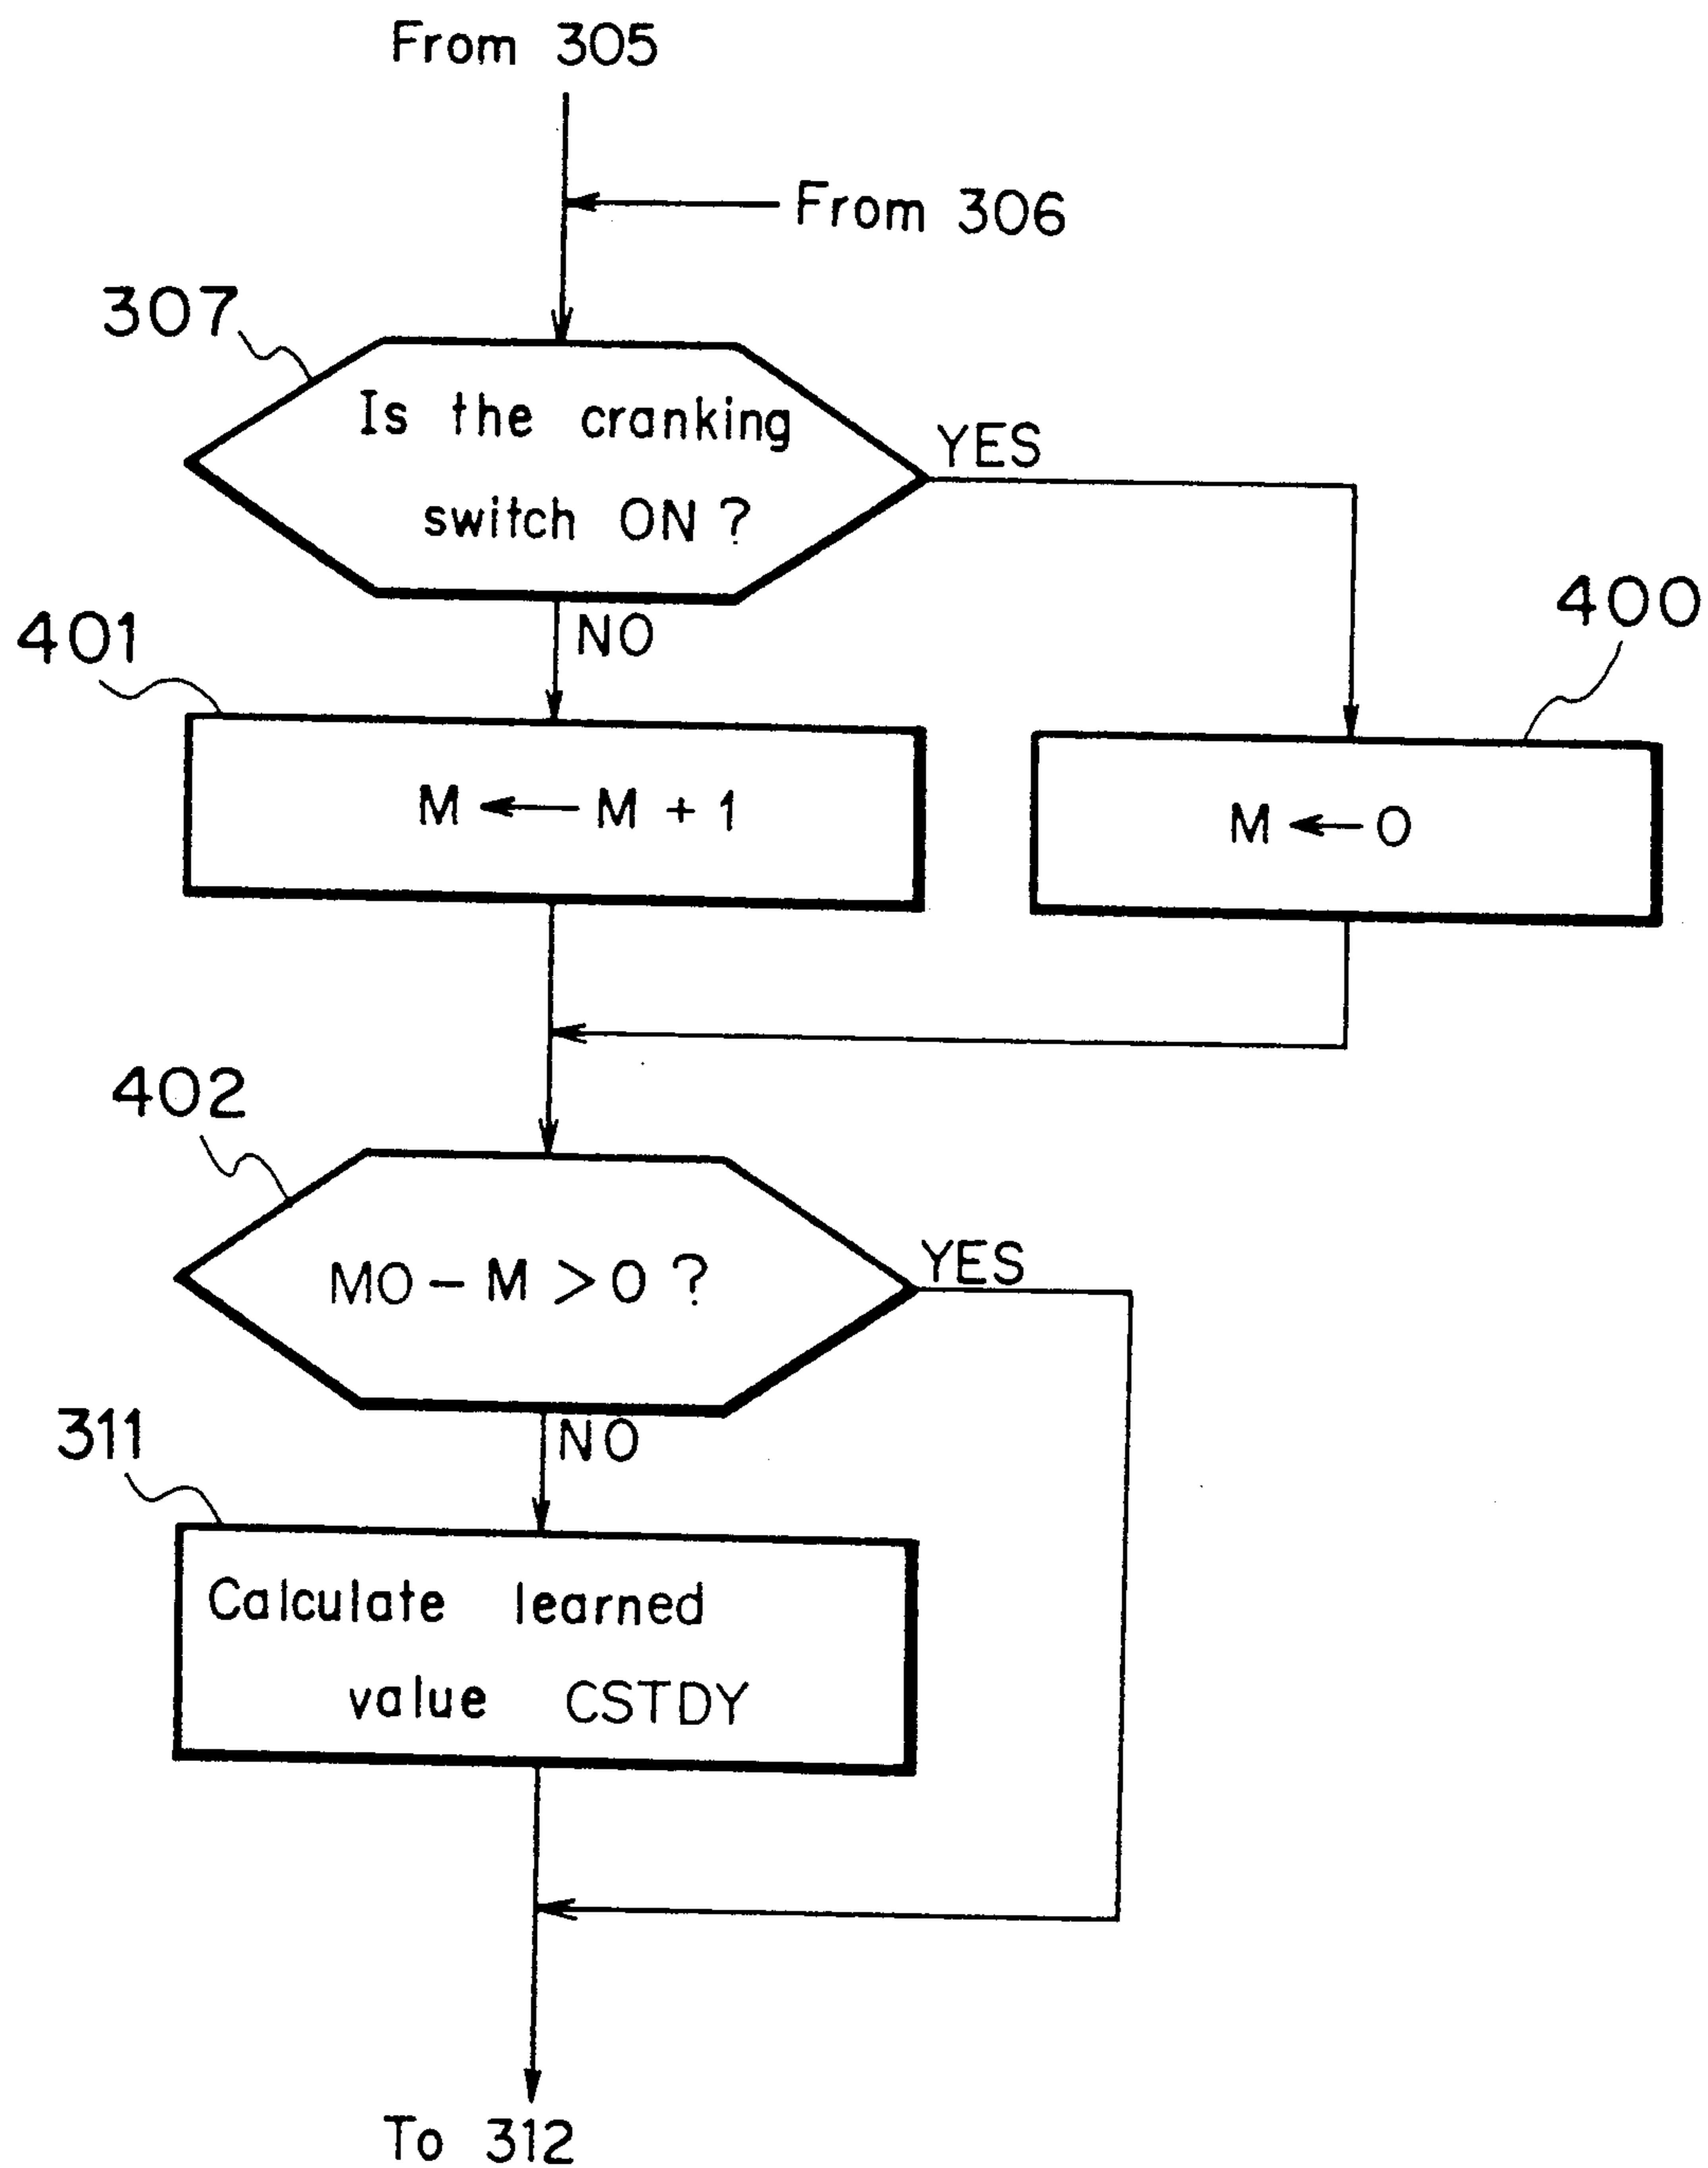 From 305
From 306
307
Is the cranking
switch ON ?
YES
NO
401
400
M ← M + 1
M ← 0
402
MO - M > 0 ?
YES
NO
311
Calculate learned
value CSTDY
To 312